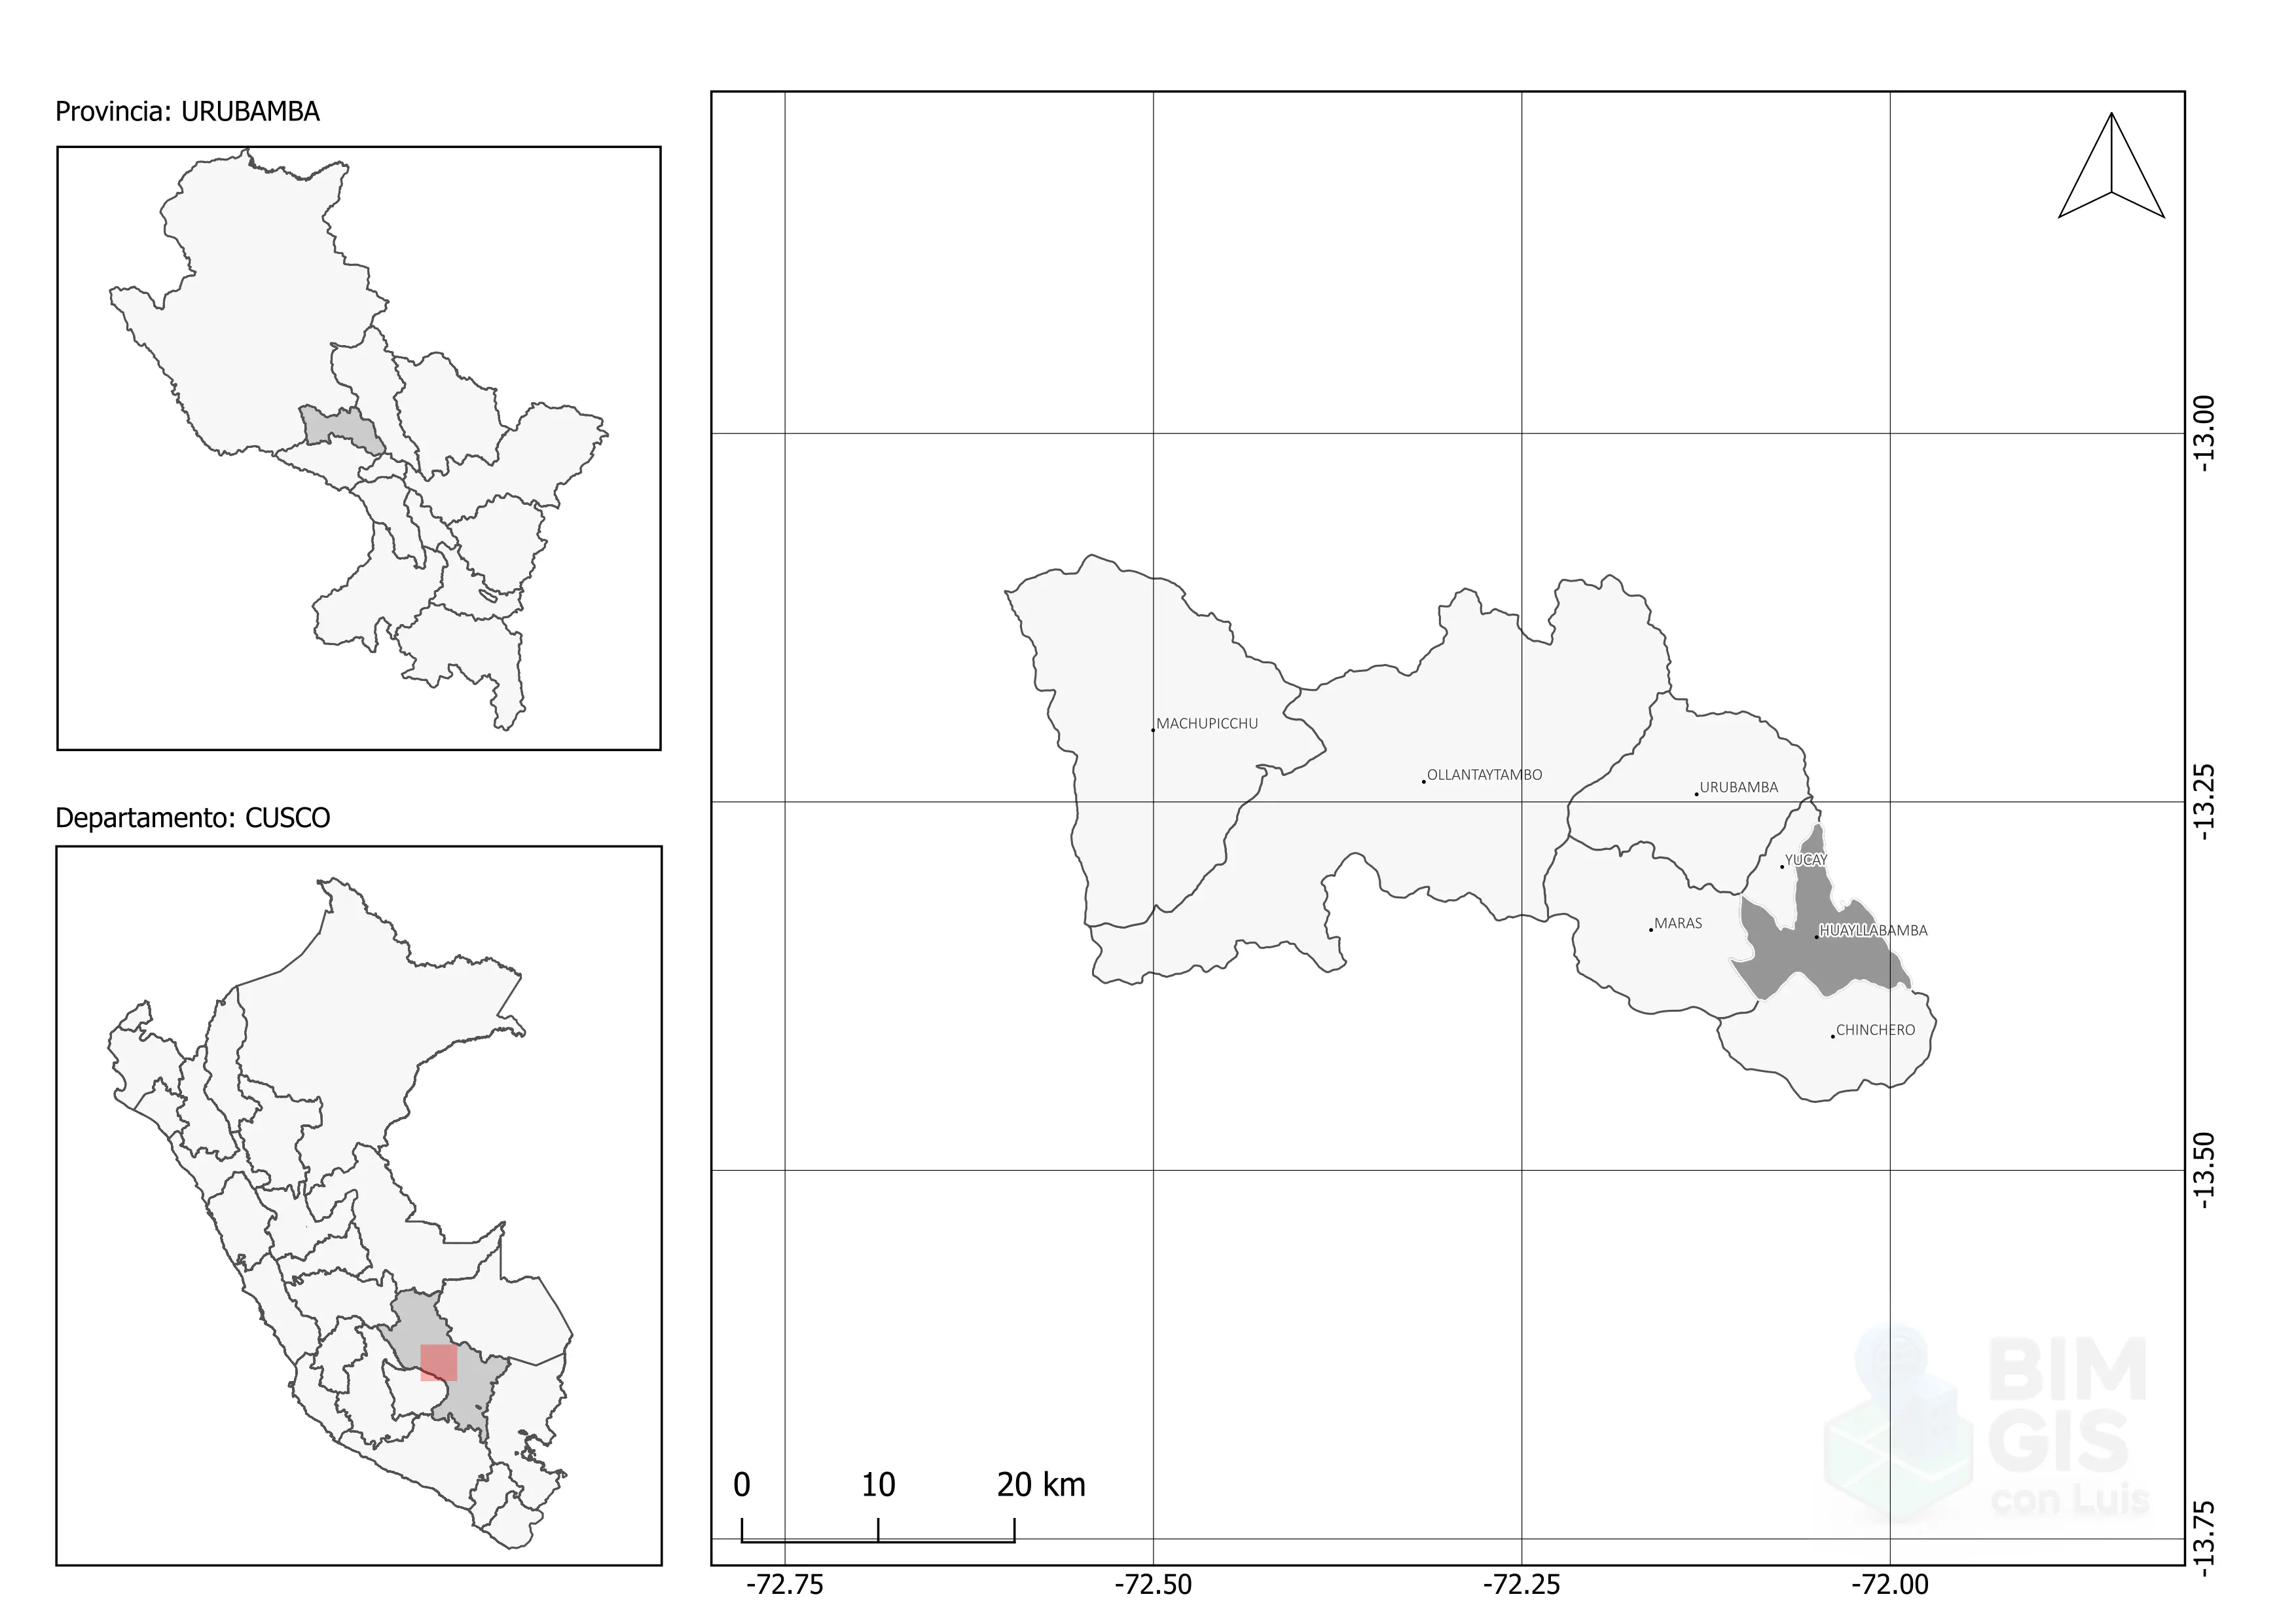 Provincia: URUBAMBA
Departamento: CUSCO
MACHUPICCHU
OLLANTAYTAMBO
URUBAMBA
YUCAY
MARAS
HUAYLLABAMBA
CHINCHERO
-13.00
-13.25
-13.50
-13.75
0 10 20 km
-72.75 -72.50 -72.25 -72.00
BIM
GIS
con Luis